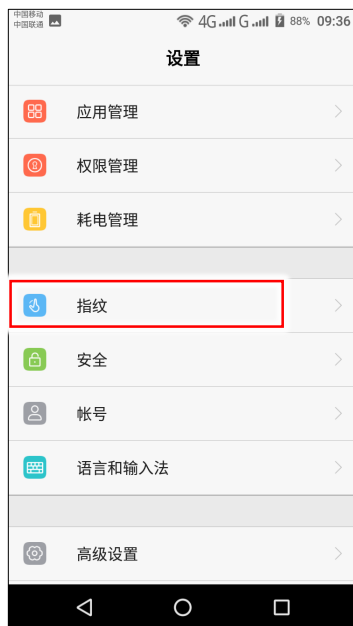 中国移动
中国联通 4G G 88% 09:36
设置
应用管理
权限管理
耗电管理
指纹
安全
帐号
语言和输入法
高级设置